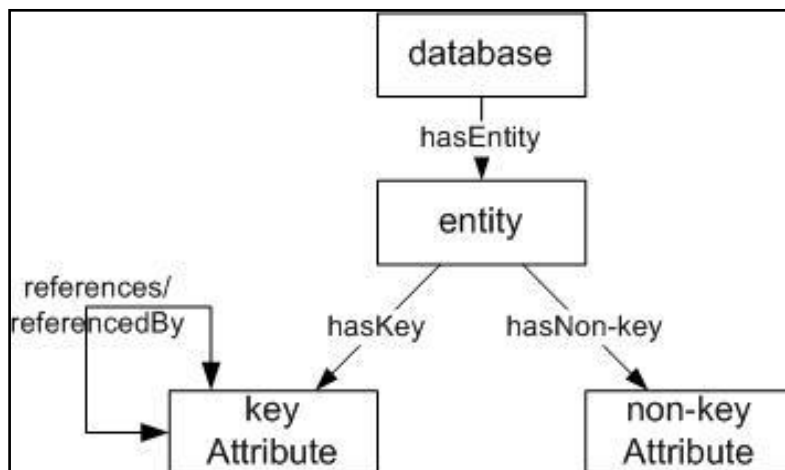 database
hasEntity
entity
references/
referencedBy
hasKey
hasNon-key
key
Attribute
non-key
Attribute